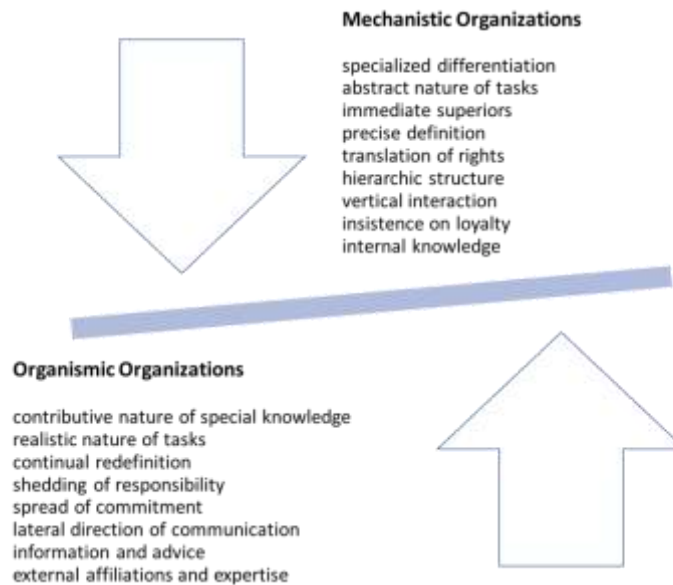 Mechanistic Organizations
specialized differentiation
abstract nature of tasks
immediate superiors
precise definition
translation of rights
hierarchic structure
vertical interaction
insistence on loyalty
internal knowledge
Organismic Organizations
contributive nature of special knowledge
realistic nature of tasks
continual redefinition
shedding of responsibility
spread of commitment
lateral direction of communication
information and advice
external affiliations and expertise